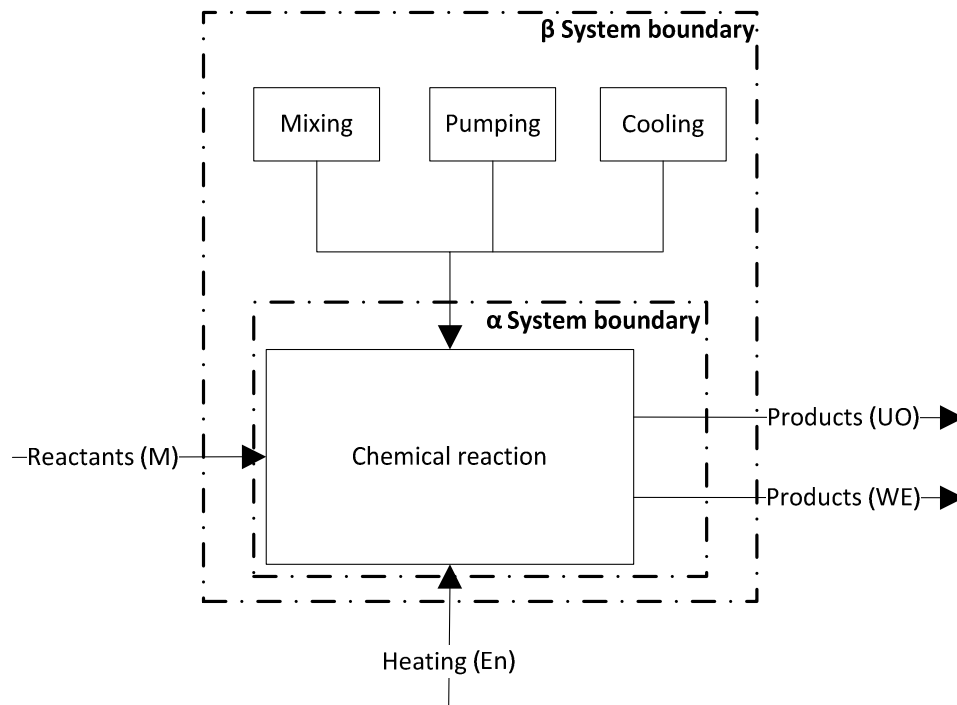 β System boundary
Mixing
Pumping
Cooling
α System boundary
Products (UO)
Reactants (M)
Chemical reaction
Products (WE)
Heating (En)